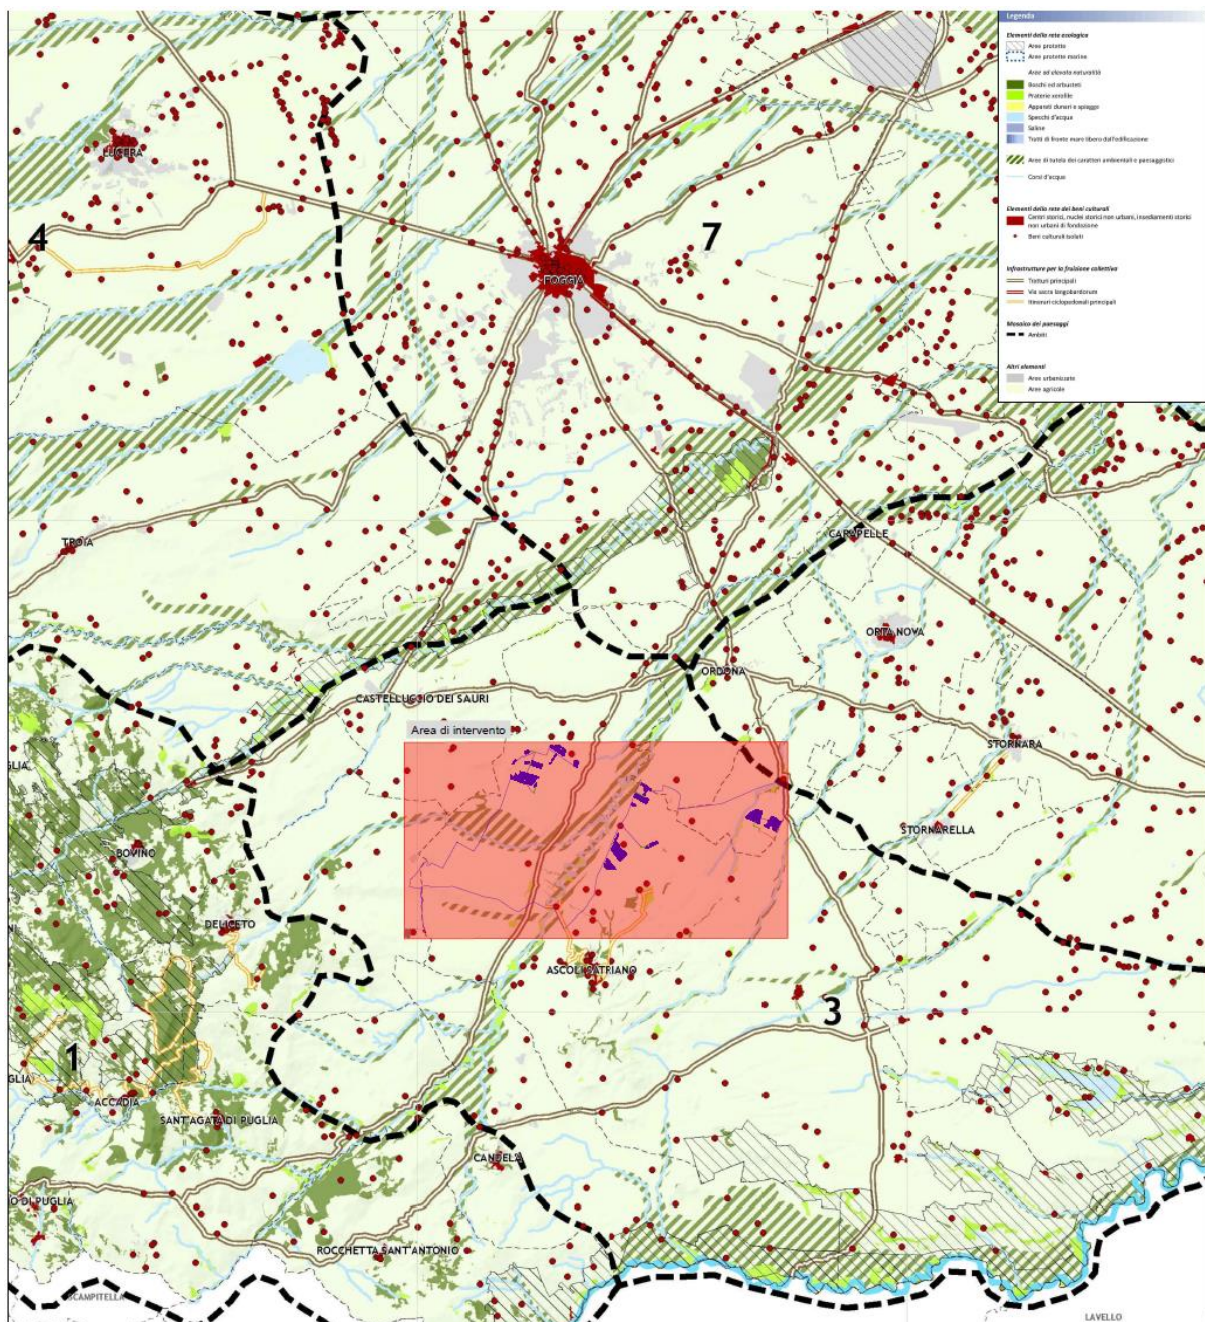 Legenda
Elementi della rete ecologica
Aree protette
Aree protette marine
Aree ad elevata naturalità
Boschi ed arbusteti
Praterie xerofile
Apparati dunari e spiagge
Specchi d'acqua
Saline
Tratti di fronte mare libero dall'edificazione
Aree di tutela dei caratteri ambientali e paesaggistici
Corsi d'acqua
Elementi della rete dei beni culturali
Centri storici, nuclei storici non urbani, insediamenti storici
non urbani di fondazione
Beni culturali isolati
Infrastrutture per la fruizione collettiva
Tratturi principali
Via sacra langobardorum
Itinerari ciclopedonali principali
Mosaico dei paesaggi
Ambiti
Altri elementi
Aree urbanizzate
Aree agricole
LUCERA
4
7
FOGGIA
TROIA
CARAPELLE
ORTA NOVA
ORDONA
CASTELLUCCIO DEI SAURI
Area di intervento
STORNARA
GLIA
STORNARELLA
BOVINO
DELICETO
ASCOLI SATRIANO
3
1
GLIA
ACCADIA
SANT'AGATA DI PUGLIA
CANDELA
O DI PUGLIA
ROCCHETTA SANT'ANTONIO
SCAMPITELLA
LAVELLO